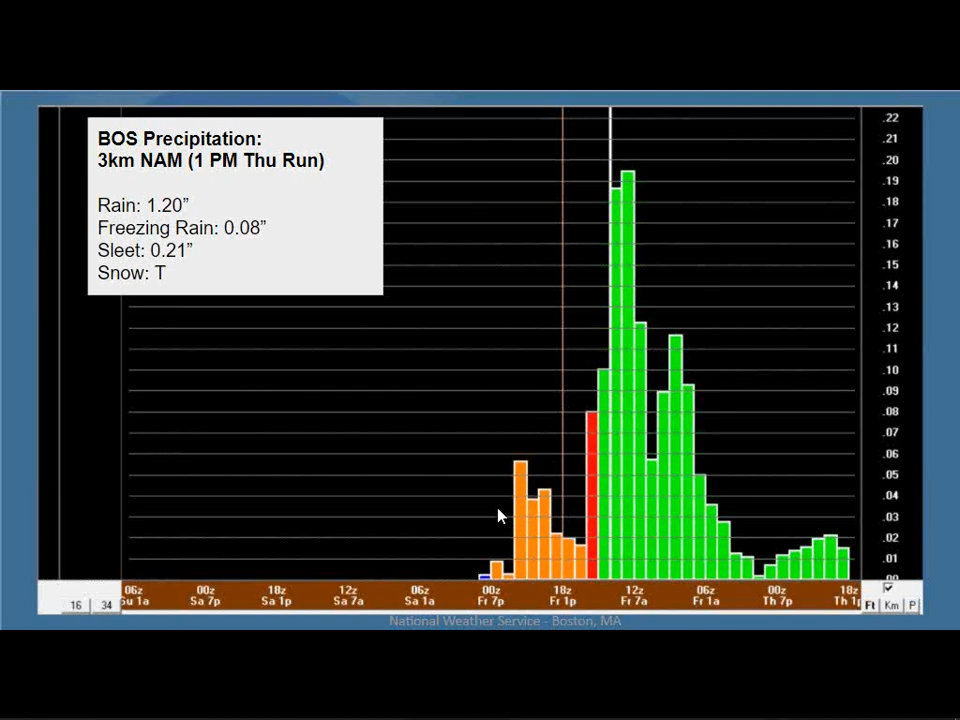 BOS Precipitation:
3km NAM (1 PM Thu Run)
Rain: 1.20”
Freezing Rain: 0.08”
Sleet: 0.21”
Snow: T
.22
.21
.20
.19
.18
.17
.16
.15
.14
.13
.12
.11
.10
.09
.08
.07
.06
.05
.04
.03
.02
.01
06z 00z 18z 12z 06z 00z 18z 12z 06z 00z 18z
Su 1a Sa 7p Sa 1p Sa 7a Sa 1a Fr 7p Fr 1p Fr 7a Fr 1a Th 7p Th 1p
16 34
Ft Km P
National Weather Service - Boston, MA